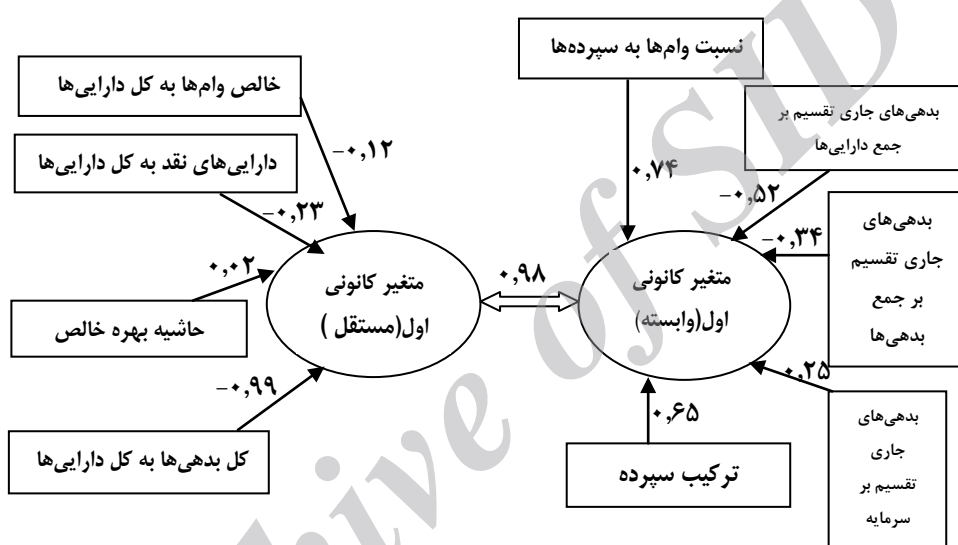 نسبت وام‌ها به سپرده‌ها
خالص وام‌ها به کل دارایی‌ها
بدهی‌های جاری تقسیم بر
جمع دارایی‌ها
دارایی‌های نقد به کل دارایی‌ها
−۰,۱۲
−۰,۲۳
۰,۷۴
−۰,۵۲
−۰,۳۴
بدهی‌های
جاری تقسیم
بر جمع
بدهی‌ها
۰,۰۲
حاشیه بهره خالص
متغیر کانونی
اول(مستقل )
۰,۹۸
متغیر کانونی
اول(وابسته)
−۰,۹۹
کل بدهی‌ها به کل دارایی‌ها
۰,۶۵
ترکیب سپرده
۰,۲۵
بدهی‌های
جاری
تقسیم بر
سرمایه
Archive of SID